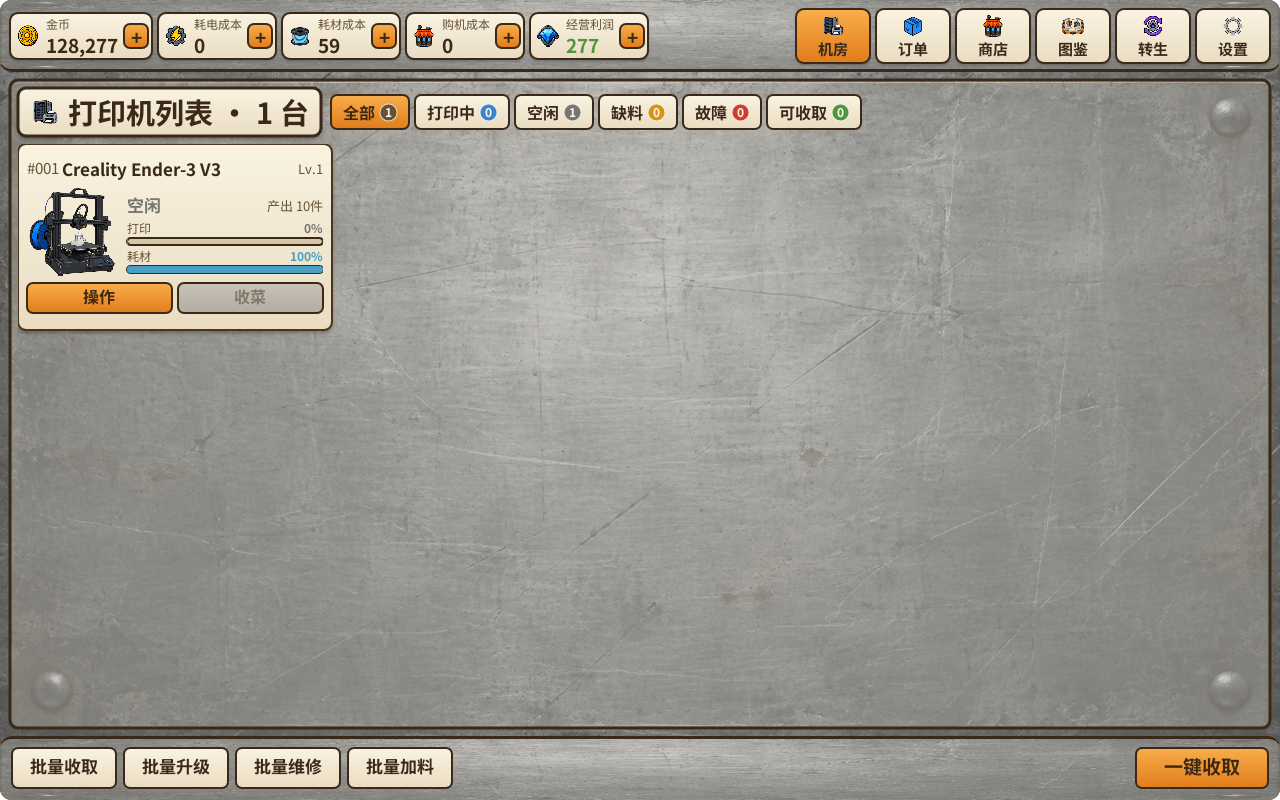 金币
128,277
+
耗电成本
0
+
耗材成本
59
+
购机成本
0
+
经营利润
277
+
机房
订单
商店
图鉴
转生
设置
打印机列表 · 1 台
全部 1
打印中 0
空闲 1
缺料 0
故障 0
可收取 0
#001 Creality Ender-3 V3 Lv.1
空闲 产出 10件
打印 0%
耗材 100%
操作
收菜
批量收取
批量升级
批量维修
批量加料
一键收取